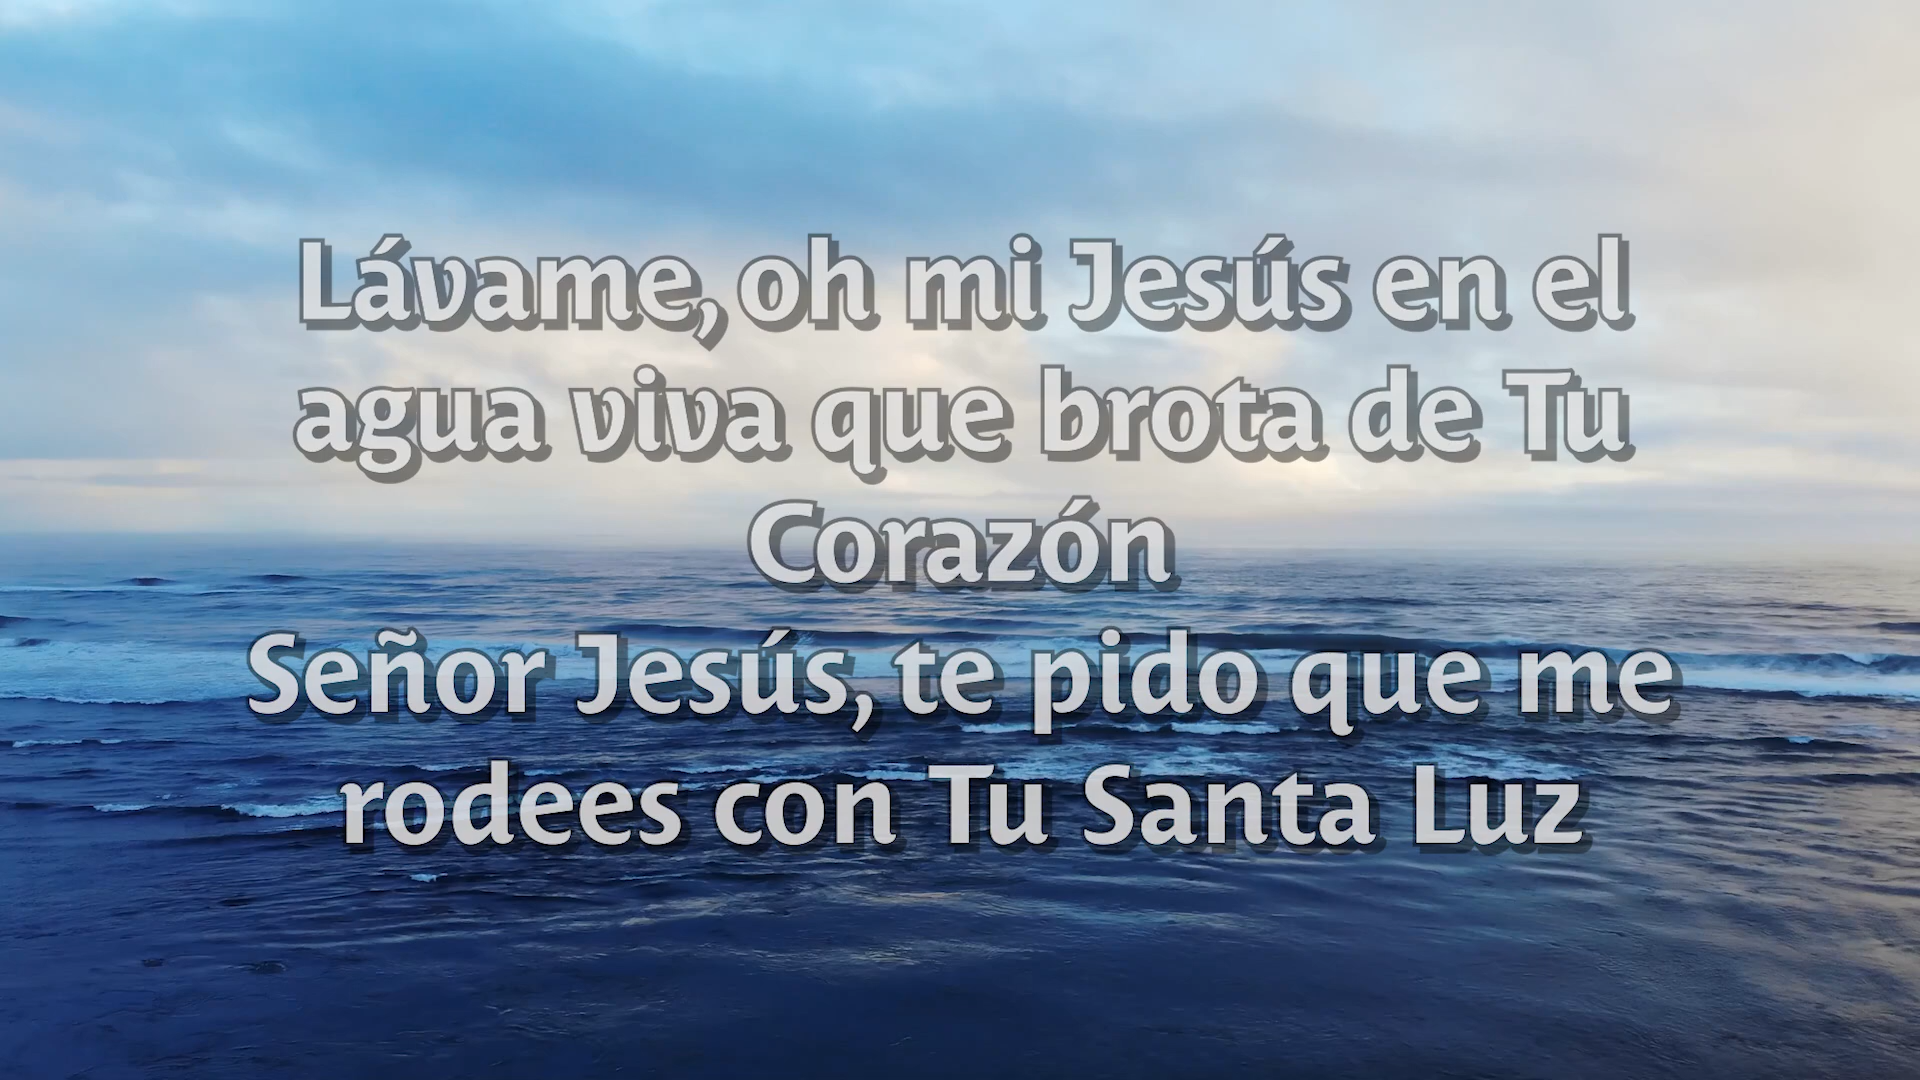 Lávame, oh mi Jesús en el
agua viva que brota de Tu
Corazón
Señor Jesús, te pido que me
rodees con Tu Santa Luz